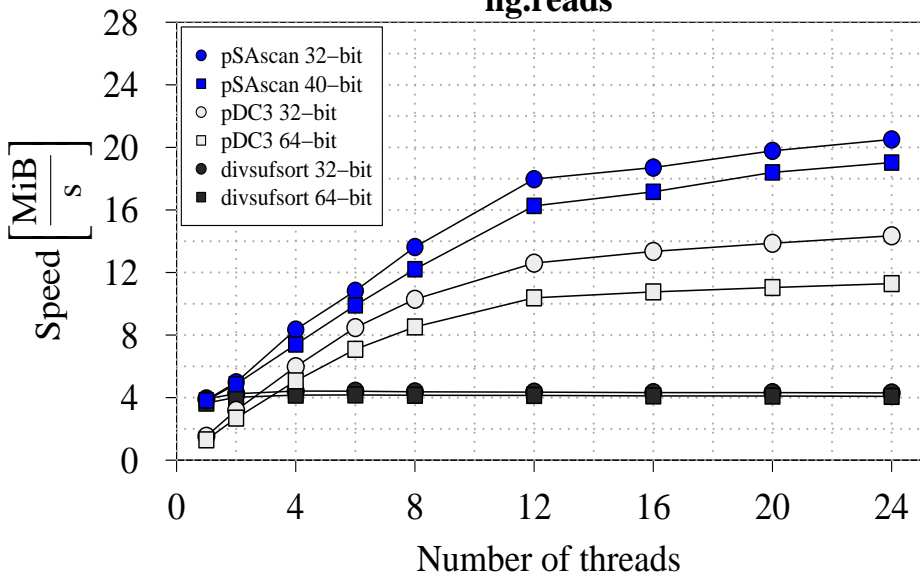 hg.reads
28
24
20
16
12
8
4
0
Speed [MiB/s]
pSAscan 32−bit
pSAscan 40−bit
pDC3 32−bit
pDC3 64−bit
divsufsort 32−bit
divsufsort 64−bit
0 4 8 12 16 20 24
Number of threads